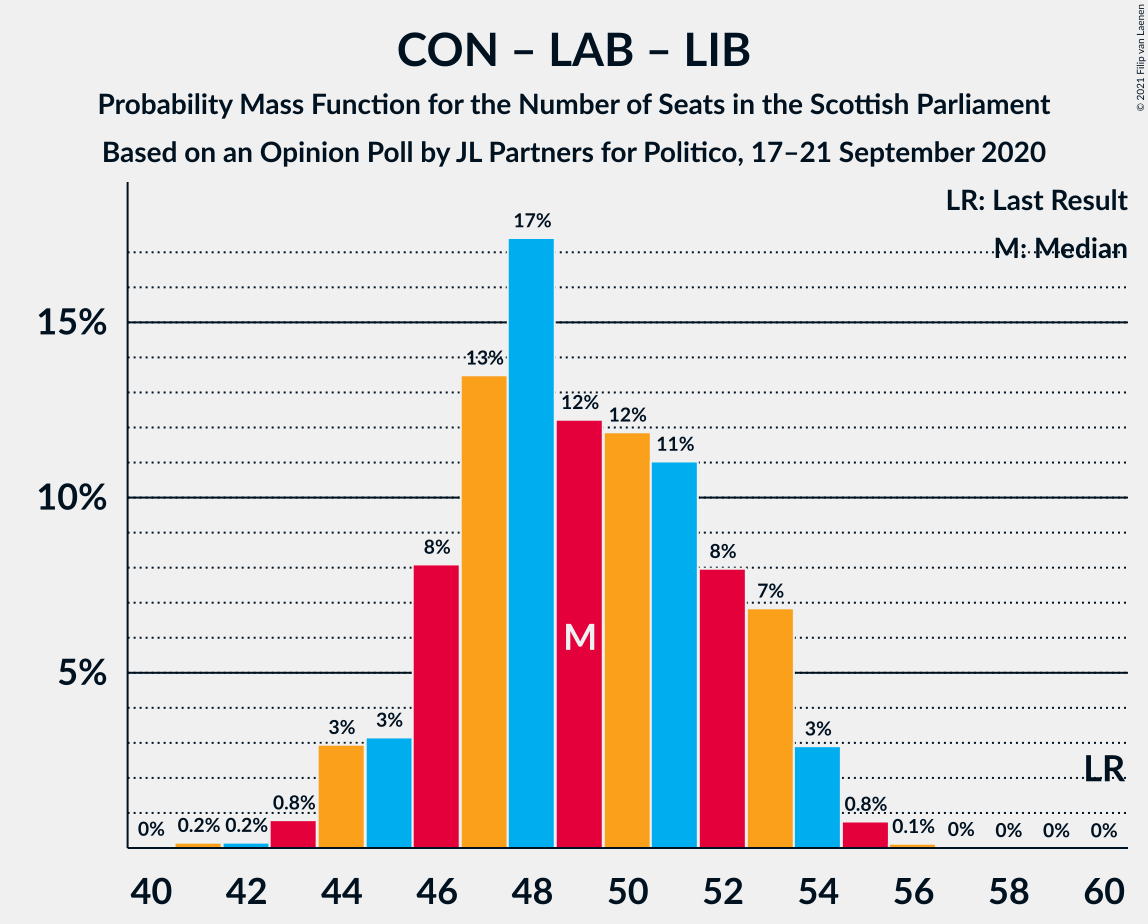 CON – LAB – LIB
Probability Mass Function for the Number of Seats in the Scottish Parliament
Based on an Opinion Poll by JL Partners for Politico, 17–21 September 2020
© 2021 Filip van Laenen
LR: Last Result
M: Median
15%
10%
5%
0%
0.2%
0.2%
0.8%
3%
3%
8%
13%
17%
12%
12%
11%
8%
7%
3%
0.8%
0.1%
0%
0%
0%
0%
M
LR
40 42 44 46 48 50 52 54 56 58 60